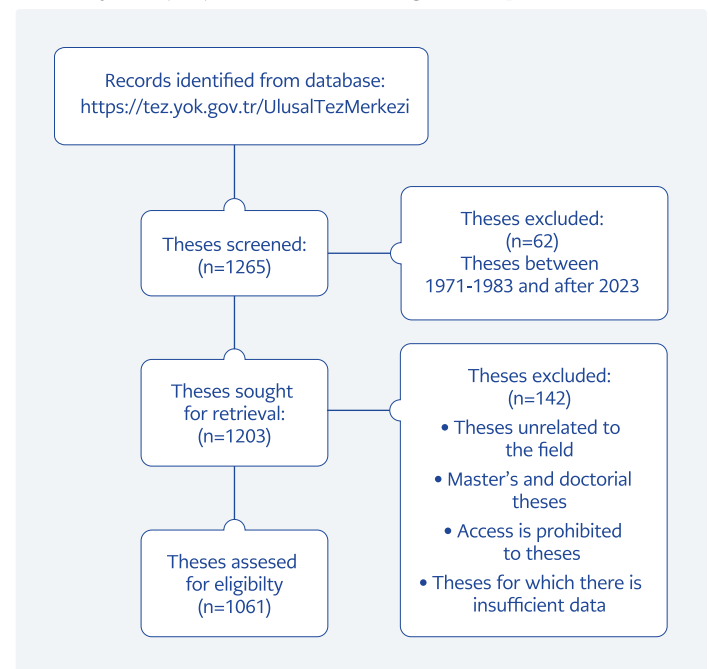 Records identified from database:
https://tez.yok.gov.tr/UlusalTezMerkezi
Theses screened:
(n=1265)
Theses excluded:
(n=62)
Theses between
1971-1983 and after 2023
Theses sought
for retrieval:
(n=1203)
Theses excluded:
(n=142)
• Theses unrelated to
the field
• Master's and doctorial
theses
• Access is prohibited
to theses
• Theses for which there is
insufficient data
Theses assesed
for eligibilty
(n=1061)